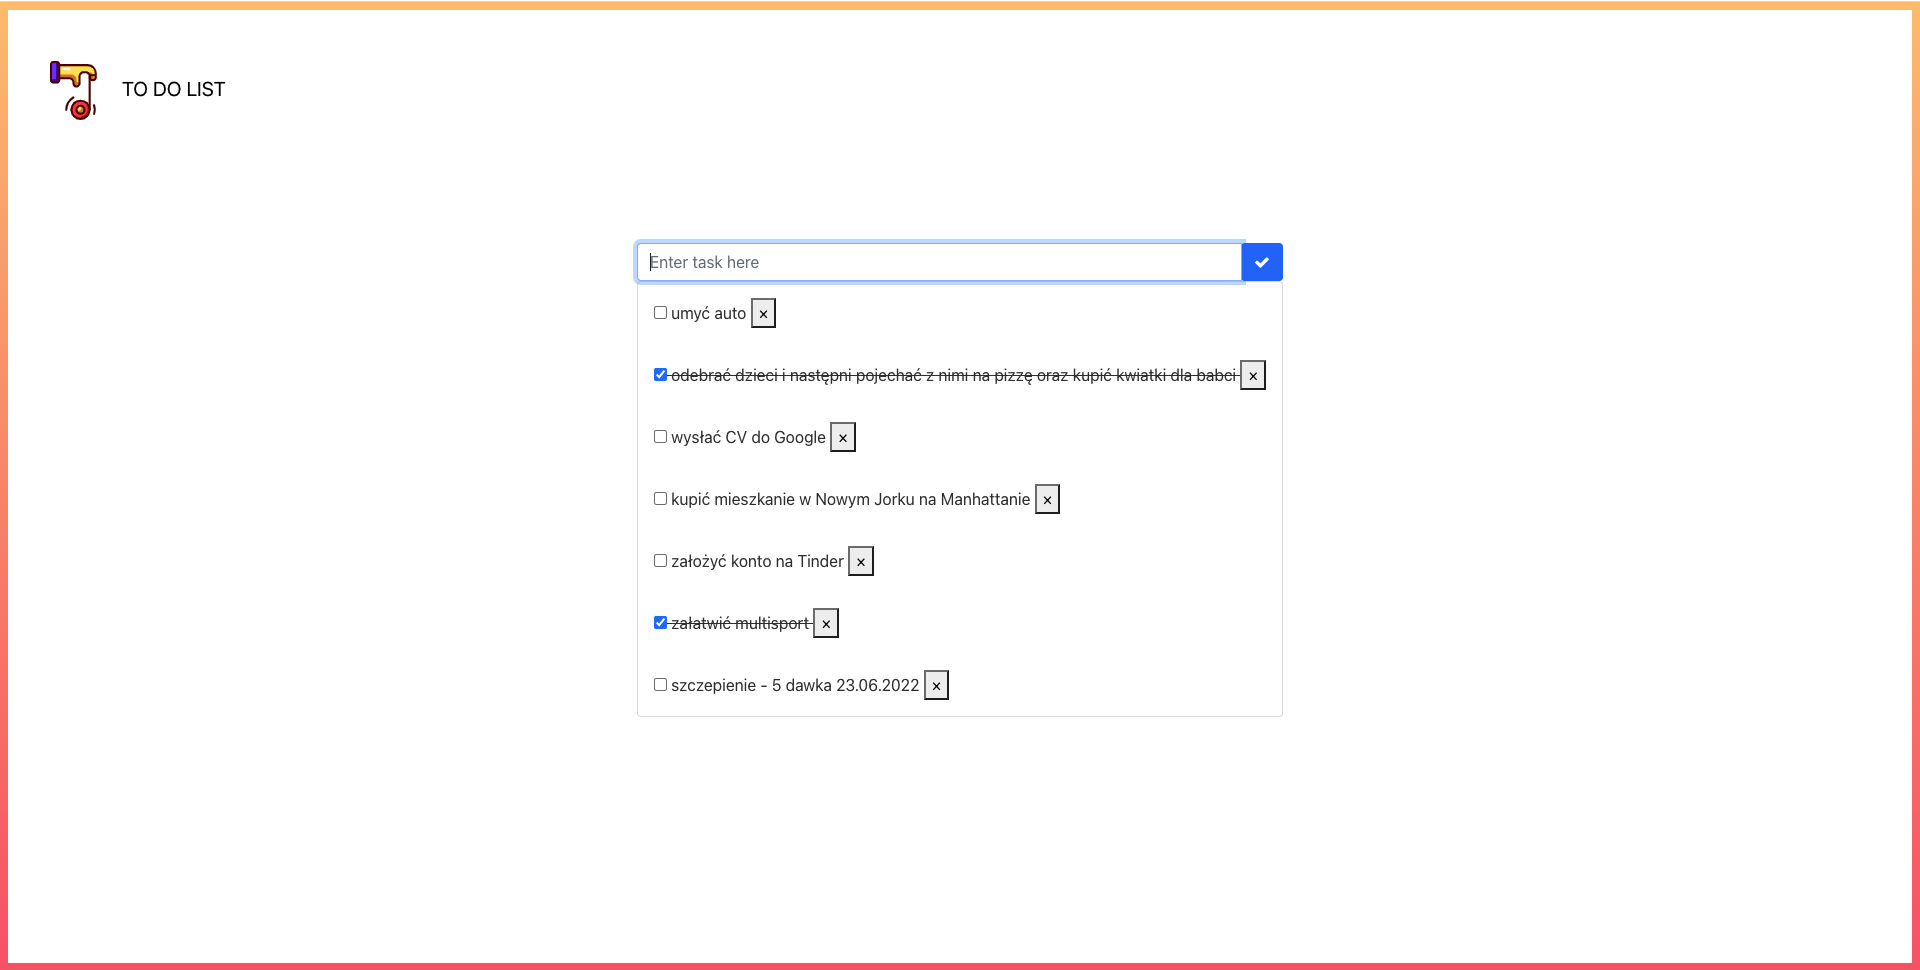 TO DO LIST
Enter task here
umyć auto ×
odebrać dzieci i następni pojechać z nimi na pizzę oraz kupić kwiatki dla babci ×
wysłać CV do Google ×
kupić mieszkanie w Nowym Jorku na Manhattanie ×
założyć konto na Tinder ×
załatwić multisport ×
szczepienie - 5 dawka 23.06.2022 ×